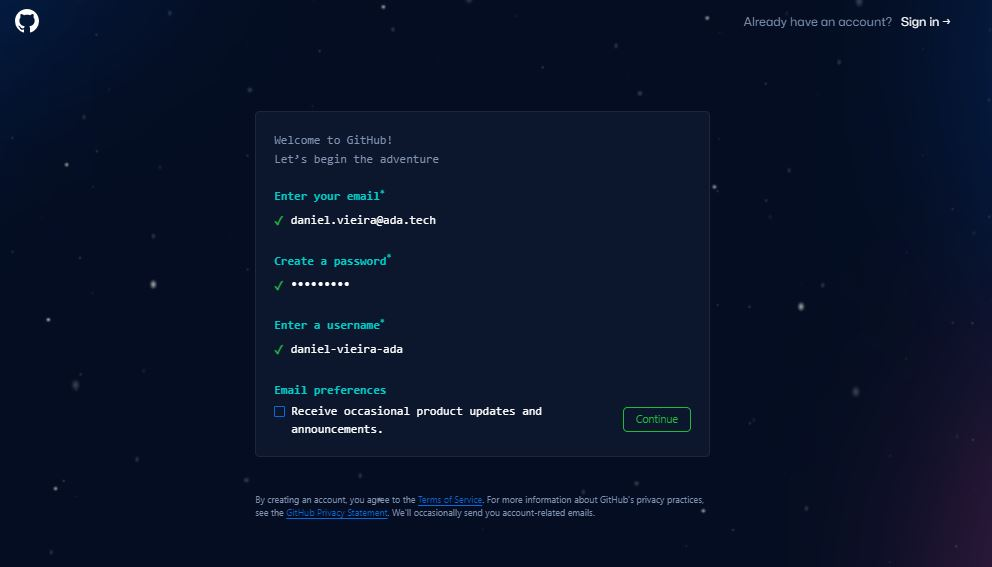 Already have an account? Sign in →
Welcome to GitHub!
Let's begin the adventure
Enter your email*
✓ daniel.vieira@ada.tech
Create a password*
✓ •••••••••
Enter a username*
✓ daniel-vieira-ada
Email preferences
Receive occasional product updates and
announcements.
Continue
By creating an account, you agree to the Terms of Service. For more information about GitHub's privacy practices,
see the GitHub Privacy Statement. We'll occasionally send you account-related emails.